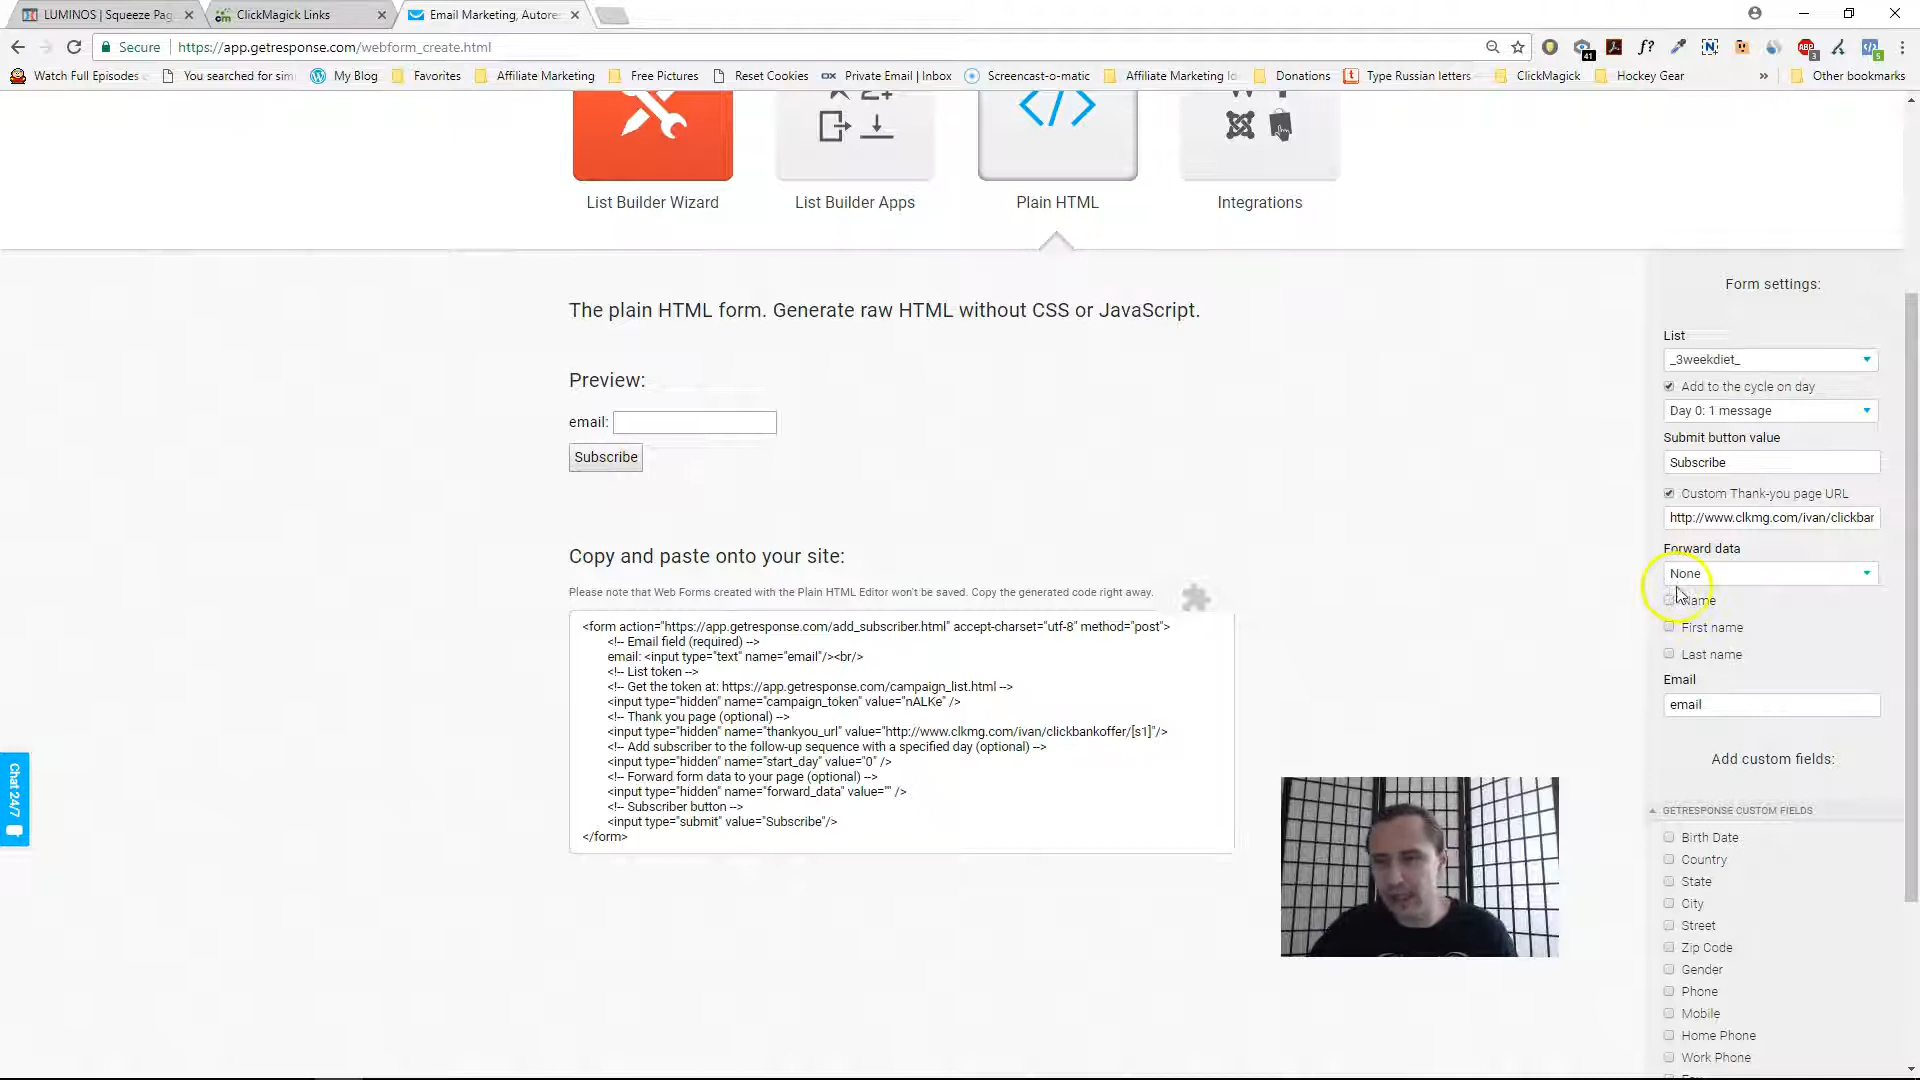 LUMINOS | Squeeze Pag
ClickMagick Links
Email Marketing, Autores
Secure
https://app.getresponse.com/webform_create.html
Watch Full Episodes
You searched for sim
My Blog
Favorites
Affiliate Marketing
Free Pictures
Reset Cookies
Private Email | Inbox
Screencast-o-matic
Affiliate Marketing Id
Donations
Type Russian letters
ClickMagick
Hockey Gear
»
Other bookmarks
List Builder Wizard
List Builder Apps
Plain HTML
Integrations
The plain HTML form. Generate raw HTML without CSS or JavaScript.
Preview:
email:
Subscribe
Copy and paste onto your site:
Please note that Web Forms created with the Plain HTML Editor won't be saved. Copy the generated code right away.
<form action="https://app.getresponse.com/add_subscriber.html" accept-charset="utf-8" method="post">
<!-- Email field (required) -->
email: <input type="text" name="email"/><br/>
<!-- List token -->
<!-- Get the token at: https://app.getresponse.com/campaign_list.html -->
<input type="hidden" name="campaign_token" value="nALKe" />
<!-- Thank you page (optional) -->
<input type="hidden" name="thankyou_url" value="http://www.clkmg.com/ivan/clickbankoffer/[s1]"/>
<!-- Add subscriber to the follow-up sequence with a specified day (optional) -->
<input type="hidden" name="start_day" value="0" />
<!-- Forward form data to your page (optional) -->
<input type="hidden" name="forward_data" value="" />
<!-- Subscriber button -->
<input type="submit" value="Subscribe"/>
</form>
Form settings:
List
_3weekdiet_
Add to the cycle on day
Day 0: 1 message
Submit button value
Subscribe
Custom Thank-you page URL
http://www.clkmg.com/ivan/clickbar
Forward data
None
Name
First name
Last name
Email
email
Add custom fields:
GETRESPONSE CUSTOM FIELDS
Birth Date
Country
State
City
Street
Zip Code
Gender
Phone
Mobile
Home Phone
Work Phone
Chat 24/7